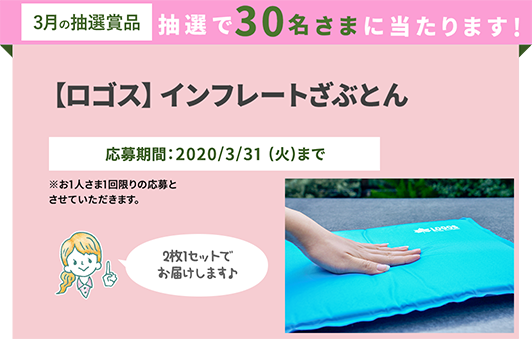 3月の抽選賞品 抽選で30名さまに当たります！
【ロゴス】インフレートざぶとん
応募期間：2020/3/31 (火)まで
※お1人さま1回限りの応募と
させていただきます。
2枚1セットで
お届けします♪
LOGOS